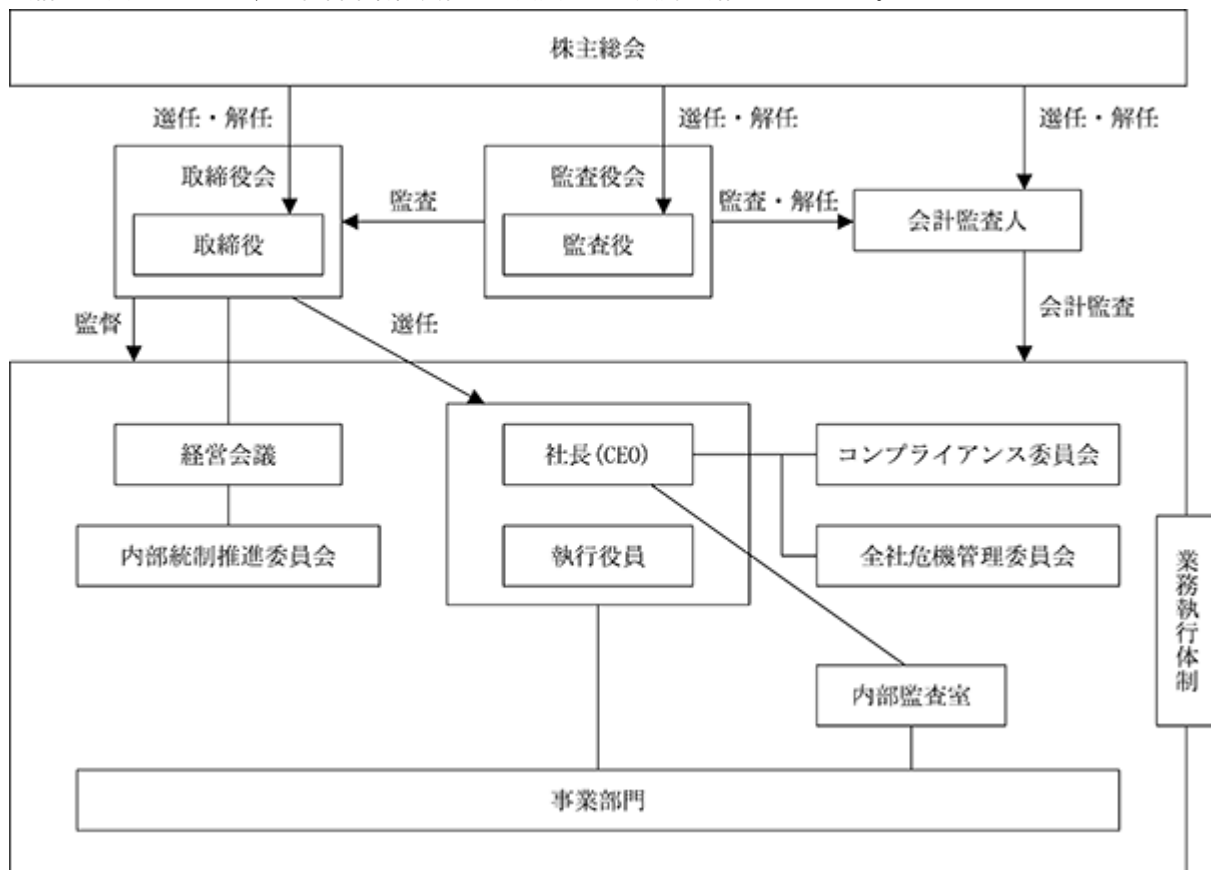 株主総会
選任・解任
選任・解任
選任・解任
取締役会
監査役会
取締役
監査
監査役
監査・解任
会計監査人
監督
選任
会計監査
経営会議
社長(CEO)
コンプライアンス委員会
内部統制推進委員会
執行役員
全社危機管理委員会
業務執行体制
内部監査室
事業部門